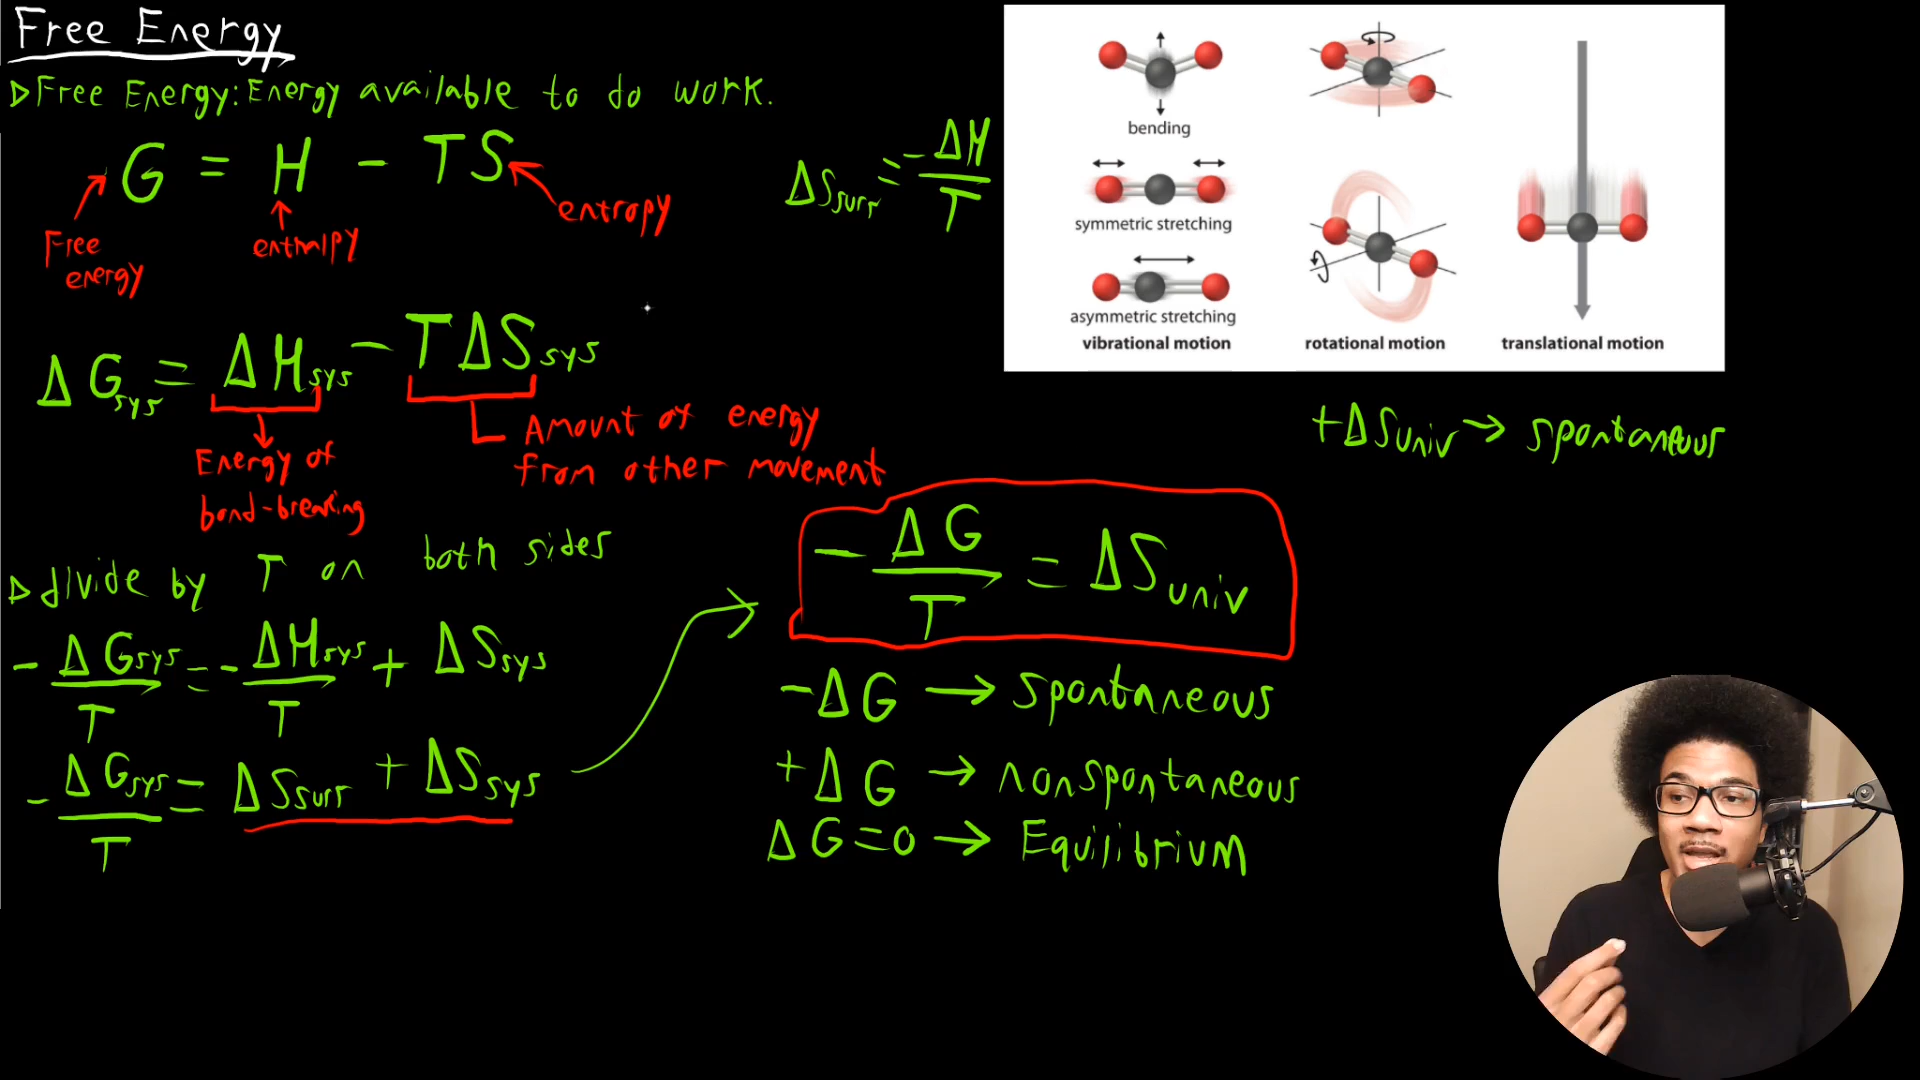 Free Energy
▷Free Energy: Energy available to do work.
G = H - TS
Free energy
enthalpy
entropy
ΔSsurr = -ΔH/T
ΔGsys = ΔHsys - TΔSsys
Energy of bond-breaking
Amount of energy from other movement
▷divide by T on both sides
-ΔGsys/T = -ΔHsys/T + ΔSsys
-ΔGsys/T = ΔSsurr + ΔSsys
bending
symmetric stretching
asymmetric stretching
vibrational motion
rotational motion
translational motion
+ΔSuniv → spontaneous
-ΔG/T = ΔSuniv
-ΔG → spontaneous
+ΔG → nonspontaneous
ΔG=0 → Equilibrium